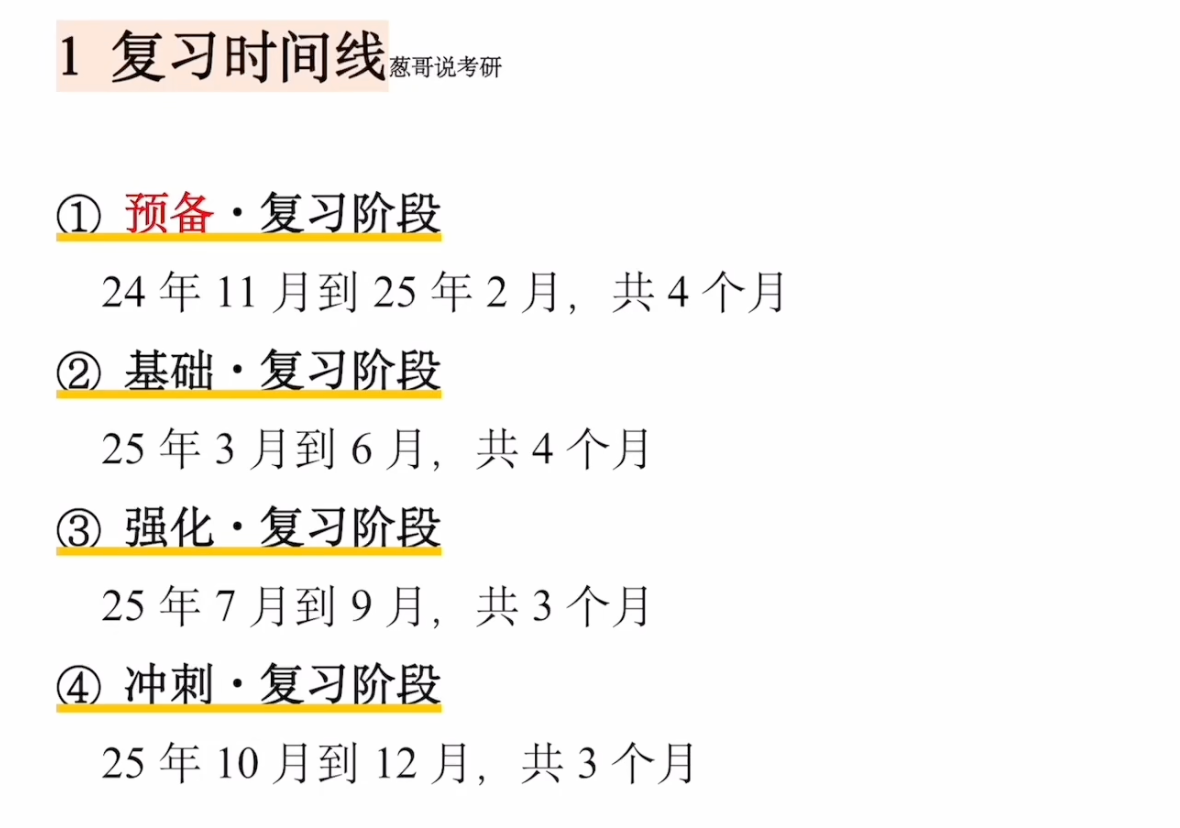 1 复习时间线葱哥说考研
① 预备·复习阶段
24 年 11 月到 25 年 2 月，共 4 个月
② 基础·复习阶段
25 年 3 月到 6 月，共 4 个月
③ 强化·复习阶段
25 年 7 月到 9 月，共 3 个月
④ 冲刺·复习阶段
25 年 10 月到 12 月，共 3 个月